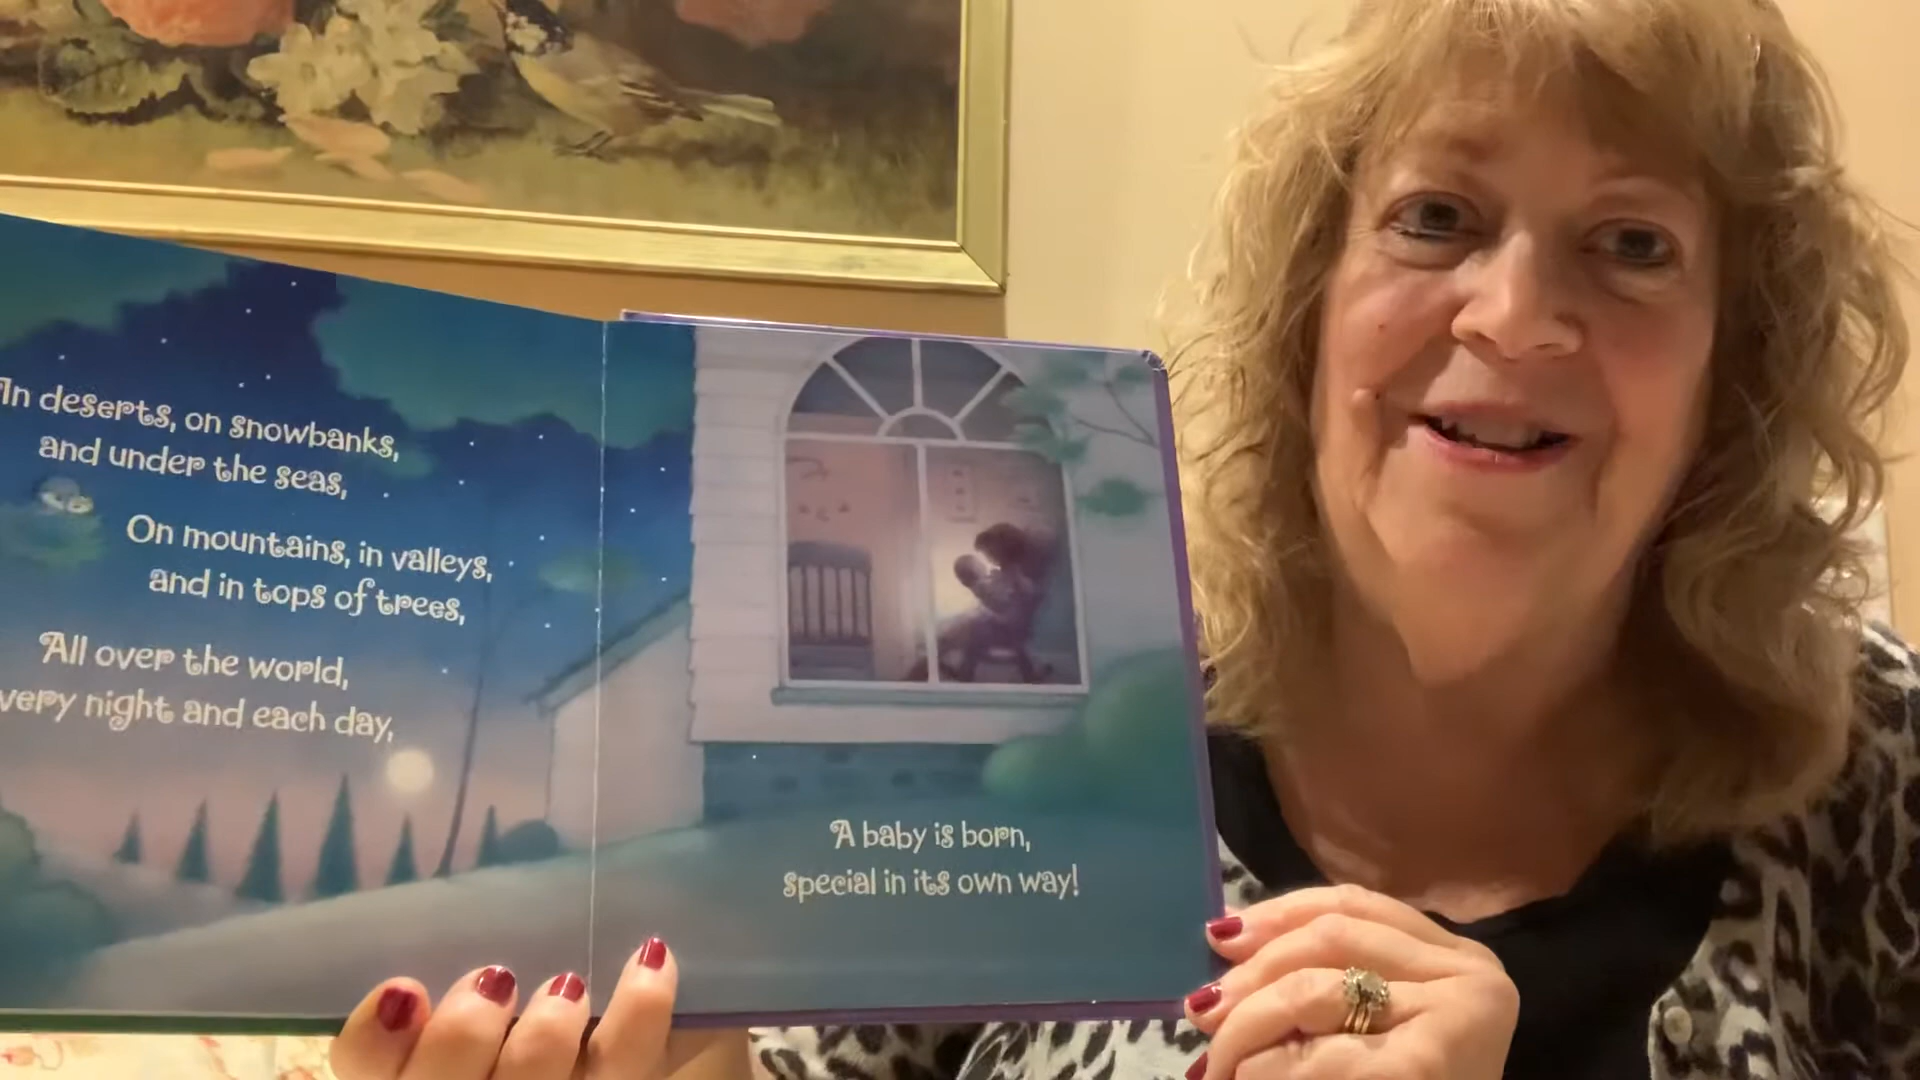 In deserts, on snowbanks,
and under the seas,
On mountains, in valleys,
and in tops of trees,
All over the world,
very night and each day,
A baby is born,
special in its own way!